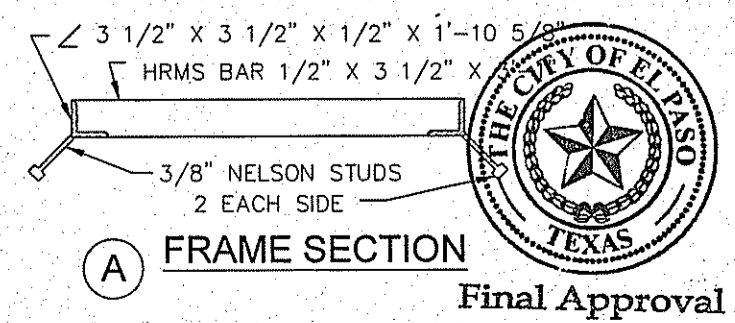 ∠ 3 1/2" X 3 1/2" X 1/2" X 1'-10 5/8"
HRMS BAR 1/2" X 3 1/2" X
3/8" NELSON STUDS
2 EACH SIDE
A FRAME SECTION
THE CITY OF EL PASO
TEXAS
Final Approval